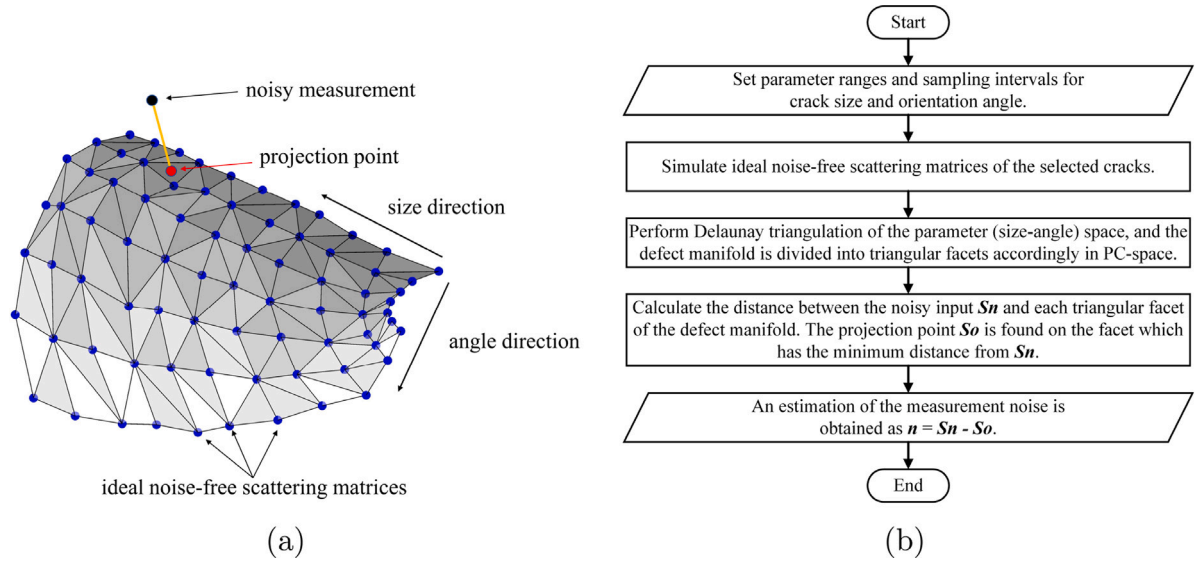 noisy measurement
projection point
size direction
angle direction
ideal noise-free scattering matrices
(a)
Start
Set parameter ranges and sampling intervals for
crack size and orientation angle.
Simulate ideal noise-free scattering matrices of the selected cracks.
Perform Delaunay triangulation of the parameter (size-angle) space, and the
defect manifold is divided into triangular facets accordingly in PC-space.
Calculate the distance between the noisy input Sn and each triangular facet
of the defect manifold. The projection point So is found on the facet which
has the minimum distance from Sn.
An estimation of the measurement noise is
obtained as n = Sn - So.
End
(b)